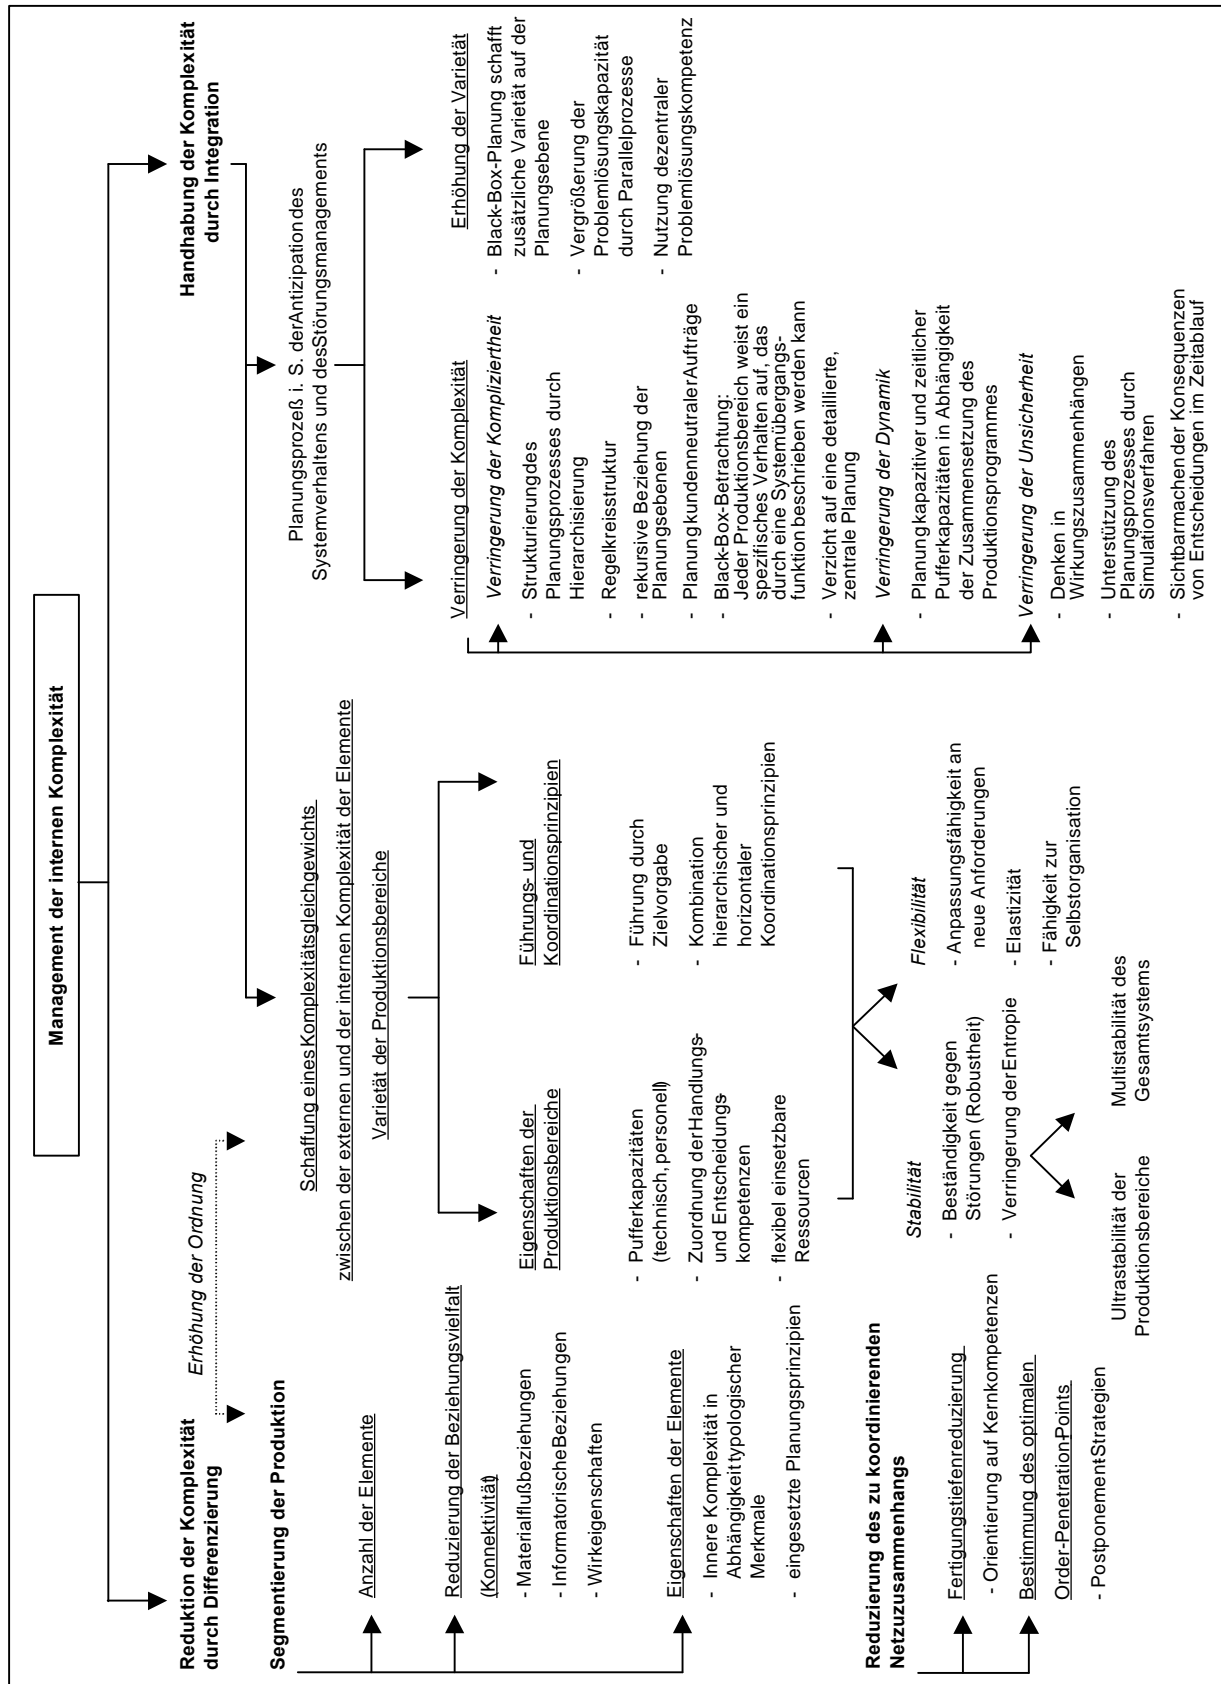 Management der internen Komplexität
Reduktion der Komplexität
durch Differenzierung
Erhöhung der Ordnung
Handhabung der Komplexität
durch Integration
Segmentierung der Produktion
Anzahl der Elemente
Reduzierung der Beziehungsvielfalt
(Konnektivität)
- Materialflußbeziehungen
- Informatorische Beziehungen
- Wirkeigenschaften
Eigenschaften der Elemente
- Innere Komplexität in
Abhängigkeit typologischer
Merkmale
- eingesetzte Planungsprinzipien
Reduzierung des zu koordinierenden
Netzzusammenhangs
Fertigungstiefenreduzierung
- Orientierung auf Kernkompetenzen
Bestimmung des optimalen
Order-Penetration-Points
- Postponement-Strategien
Schaffung eines Komplexitätsgleichgewichts
zwischen der externen und der internen Komplexität der Elemente
Varietät der Produktionsbereiche
Eigenschaften der
Produktionsbereiche
- Pufferkapazitäten
(technisch, personell)
- Zuordnung der Handlungs-
und Entscheidungs-
kompetenzen
- flexibel einsetzbare
Ressourcen
Führungs- und
Koordinationsprinzipien
- Führung durch
Zielvorgabe
- Kombination
hierarchischer und
horizontaler
Koordinationsprinzipien
Stabilität
- Beständigkeit gegen
Störungen (Robustheit)
- Verringerung der Entropie
Ultrastabilität der
Produktionsbereiche
Multistabilität des
Gesamtsystems
Flexibilität
- Anpassungsfähigkeit an
neue Anforderungen
- Elastizität
- Fähigkeit zur
Selbstorganisation
Planungsprozeß i. S. der Antizipation des
Systemverhaltens und des Störungsmanagements
Verringerung der Komplexität
Verringerung der Kompliziertheit
- Strukturierung des
Planungsprozesses durch
Hierarchisierung
- Regelkreisstruktur
- rekursive Beziehung der
Planungsebenen
- Planung kundenneutraler Aufträge
- Black-Box-Betrachtung:
Jeder Produktionsbereich weist ein
spezifisches Verhalten auf, das
durch eine Systemübergangs-
funktion beschrieben werden kann
- Verzicht auf eine detaillierte,
zentrale Planung
Verringerung der Dynamik
- Planung kapazitiver und zeitlicher
Pufferkapazitäten in Abhängigkeit
der Zusammensetzung des
Produktionsprogrammes
Verringerung der Unsicherheit
- Denken in
Wirkungszusammenhängen
- Unterstützung des
Planungsprozesses durch
Simulationsverfahren
- Sichtbarmachen der Konsequenzen
von Entscheidungen im Zeitablauf
Erhöhung der Varietät
- Black-Box-Planung schafft
zusätzliche Varietät auf der
Planungsebene
- Vergrößerung der
Problemlösungskapazität
durch Parallelprozesse
- Nutzung dezentraler
Problemlösungskompetenz